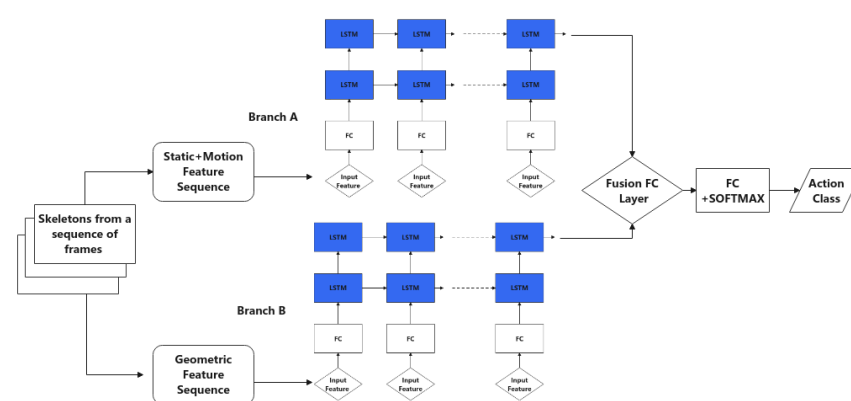 LSTM LSTM LSTM
LSTM LSTM LSTM
Branch A
FC FC FC
Static+Motion
Feature
Sequence
Input
Feature
Input
Feature
Input
Feature
Skeletons from a
sequence of
frames
Fusion FC
Layer
FC
+SOFTMAX
Action
Class
LSTM LSTM LSTM
LSTM LSTM LSTM
Branch B
FC FC FC
Geometric
Feature
Sequence
Input
Feature
Input
Feature
Input
Feature